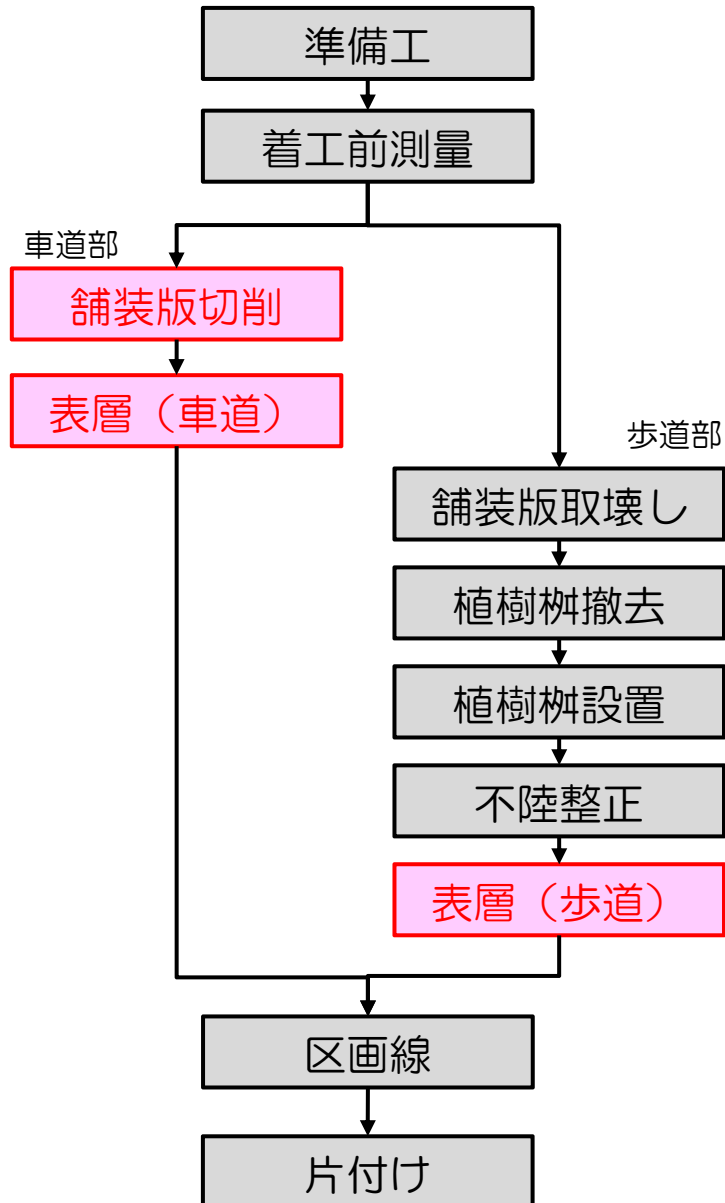 準備工
着工前測量
車道部
舗装版切削
表層（車道）
歩道部
舗装版取壊し
植樹桝撤去
植樹桝設置
不陸整正
表層（歩道）
区画線
片付け